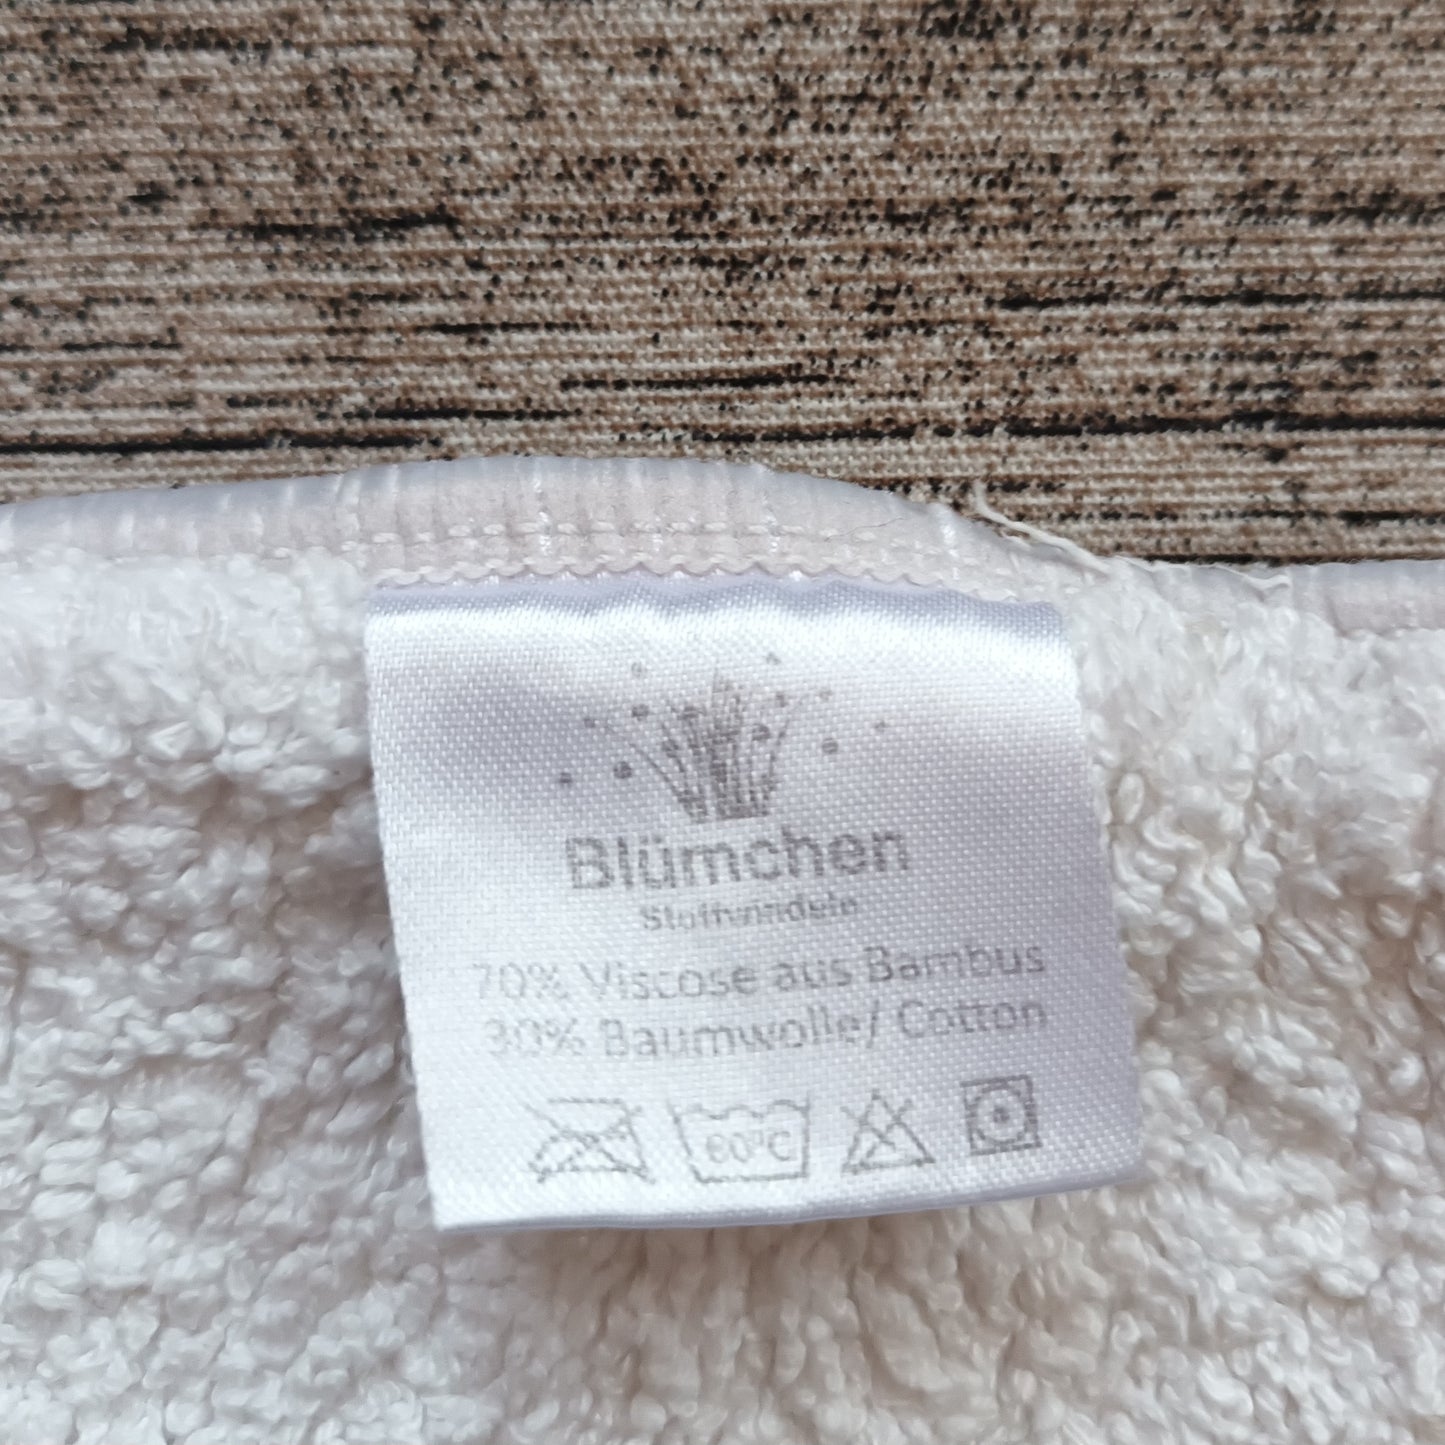 Blümchen
Stoffwindeln
70% Viscose aus Bambus
30% Baumwolle/ Cotton
60°C